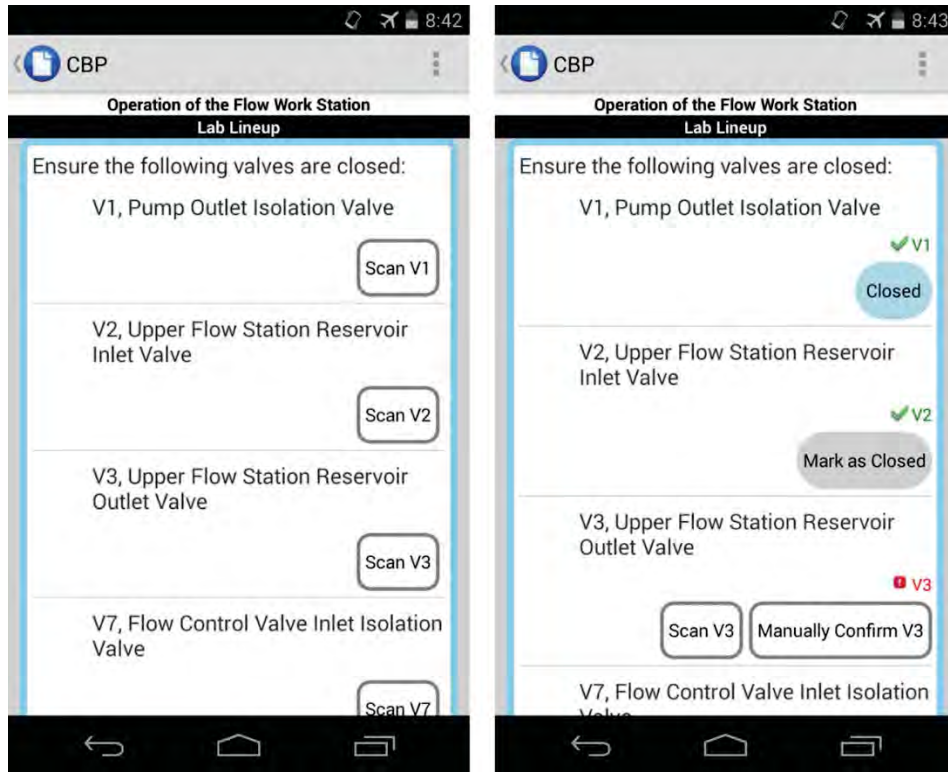 8:42
CBP
Operation of the Flow Work Station
Lab Lineup
Ensure the following valves are closed:
V1, Pump Outlet Isolation Valve
Scan V1
V2, Upper Flow Station Reservoir
Inlet Valve
Scan V2
V3, Upper Flow Station Reservoir
Outlet Valve
Scan V3
V7, Flow Control Valve Inlet Isolation
Valve
Scan V7
8:43
CBP
Operation of the Flow Work Station
Lab Lineup
Ensure the following valves are closed:
V1, Pump Outlet Isolation Valve
V1
Closed
V2, Upper Flow Station Reservoir
Inlet Valve
V2
Mark as Closed
V3, Upper Flow Station Reservoir
Outlet Valve
V3
Scan V3 Manually Confirm V3
V7, Flow Control Valve Inlet Isolation
Valve